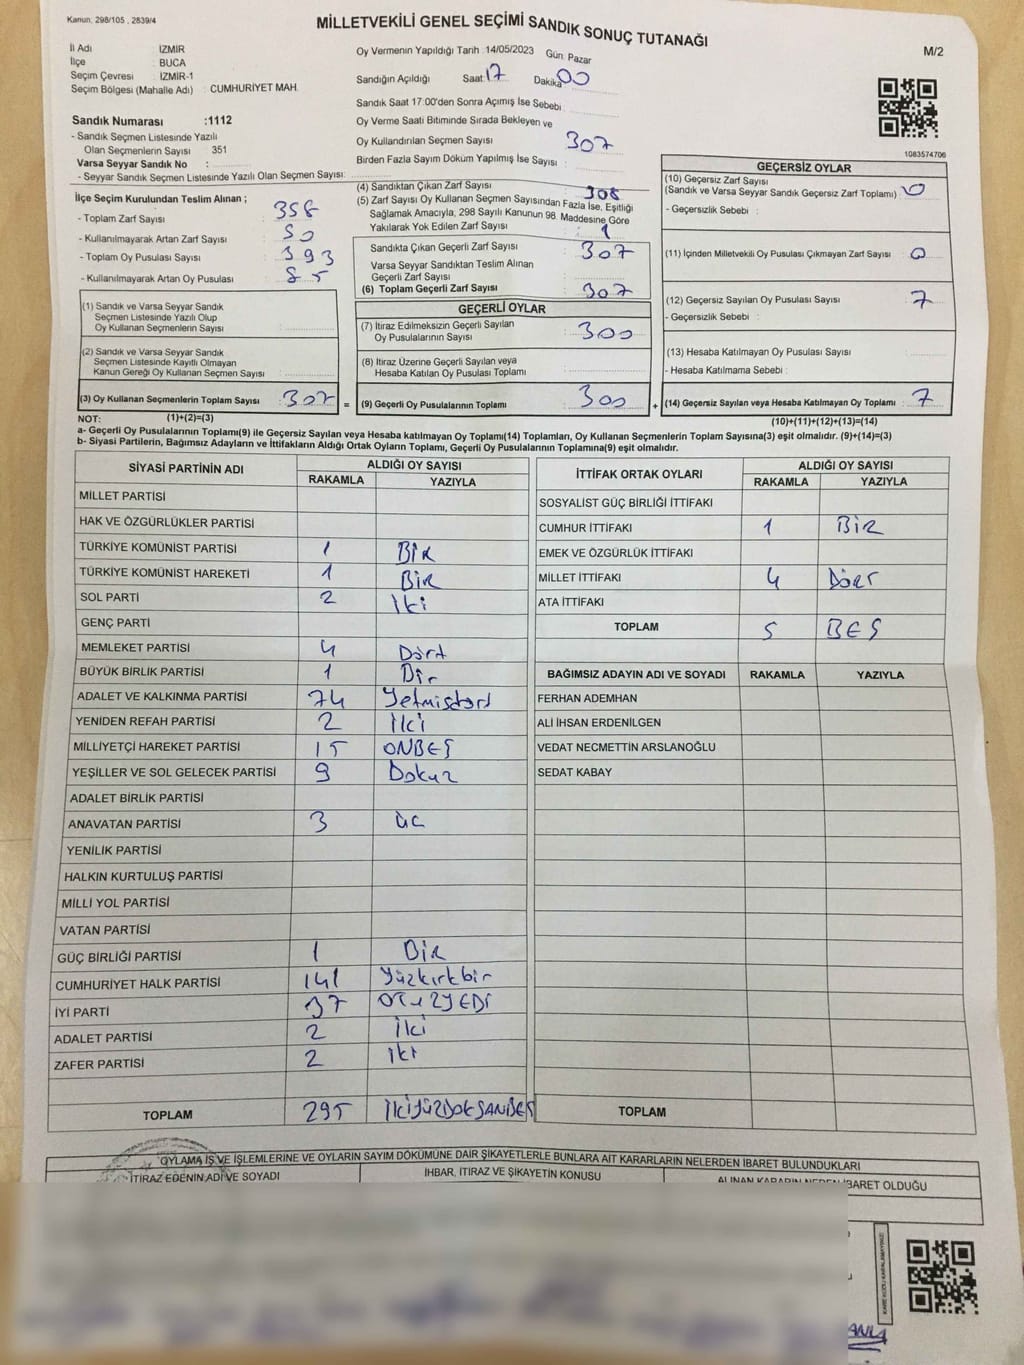 Kanun: 298/105 , 2839/4
MİLLETVEKİLİ GENEL SEÇİMİ SANDIK SONUÇ TUTANAĞI
M/2
İl Adı : İZMİR
İlçe : BUCA
Seçim Çevresi : İZMİR-1
Seçim Bölgesi (Mahalle Adı) : CUMHURİYET MAH.
Oy Vermenin Yapıldığı Tarih :14/05/2023 Gün: Pazar
Sandığın Açıldığı Saat: 17 Dakika: 00
Sandık Saat 17:00'den Sonra Açımış İse Sebebi :
Oy Verme Saati Bitiminde Sırada Bekleyen ve
Oy Kullandırılan Seçmen Sayısı : 307
Birden Fazla Sayım Döküm Yapılmış İse Sayısı :
Sandık Numarası :1112
- Sandık Seçmen Listesinde Yazılı
Olan Seçmenlerin Sayısı : 351
Varsa Seyyar Sandık No :
- Seyyar Sandık Seçmen Listesinde Yazılı Olan Seçmen Sayısı:
1083574706
İlçe Seçim Kurulundan Teslim Alınan ;
- Toplam Zarf Sayısı : 358
- Kullanılmayarak Artan Zarf Sayısı : 50
- Toplam Oy Pusulası Sayısı : 393
- Kullanılmayarak Artan Oy Pusulası : 85
(1) Sandık ve Varsa Seyyar Sandık
Seçmen Listesinde Yazılı Olup
Oy Kullanan Seçmenlerin Sayısı :
(2) Sandık ve Varsa Seyyar Sandık
Seçmen Listesinde Kayıtlı Olmayan
Kanun Gereği Oy Kullanan Seçmen Sayısı :
(3) Oy Kullanan Seçmenlerin Toplam Sayısı : 307 =
(1)+(2)=(3)
(4) Sandıktan Çıkan Zarf Sayısı : 308
(5) Zarf Sayısı Oy Kullanan Seçmen Sayısından Fazla İse, Eşitliği
Sağlamak Amacıyla, 298 Sayılı Kanunun 98. Maddesine Göre
Yakılarak Yok Edilen Zarf Sayısı : 1
Sandıkta Çıkan Geçerli Zarf Sayısı : 307
Varsa Seyyar Sandıktan Teslim Alınan
Geçerli Zarf Sayısı :
(6) Toplam Geçerli Zarf Sayısı : 307
GEÇERLİ OYLAR
(7) İtiraz Edilmeksizin Geçerli Sayılan
Oy Pusulalarının Sayısı : 300
(8) İtiraz Üzerine Geçerli Sayılan veya
Hesaba Katılan Oy Pusulası Toplamı :
(9) Geçerli Oy Pusulalarının Toplamı : 300 +
GEÇERSİZ OYLAR
(10) Geçersiz Zarf Sayısı
(Sandık ve Varsa Seyyar Sandık Geçersiz Zarf Toplamı) : 0
- Geçersizlik Sebebi :
(11) İçinden Milletvekili Oy Pusulası Çıkmayan Zarf Sayısı : 0
(12) Geçersiz Sayılan Oy Pusulası Sayısı : 7
- Geçersizlik Sebebi :
(13) Hesaba Katılmayan Oy Pusulası Sayısı :
- Hesaba Katılmama Sebebi :
(14) Geçersiz Sayılan veya Hesaba Katılmayan Oy Toplamı : 7
(10)+(11)+(12)+(13)=(14)
NOT:
a- Geçerli Oy Pusulalarının Toplamı(9) ile Geçersiz Sayılan veya Hesaba katılmayan Oy Toplamı(14) Toplamları, Oy Kullanan Seçmenlerin Toplam Sayısına(3) eşit olmalıdır. (9)+(14)=(3)
b- Siyasi Partilerin, Bağımsız Adayların ve İttifakların Aldığı Ortak Oyların Toplamı, Geçerli Oy Pusulalarının Toplamına(9) eşit olmalıdır.
SİYASİ PARTİNİN ADI ALDIĞI OY SAYISI
RAKAMLA YAZIYLA
MİLLET PARTİSİ
HAK VE ÖZGÜRLÜKLER PARTİSİ
TÜRKİYE KOMÜNİST PARTİSİ 1 BİR
TÜRKİYE KOMÜNİST HAREKETİ 1 BİR
SOL PARTİ 2 İki
GENÇ PARTİ
MEMLEKET PARTİSİ 4 Dört
BÜYÜK BİRLİK PARTİSİ 1 Bir
ADALET VE KALKINMA PARTİSİ 74 Yetmişdört
YENİDEN REFAH PARTİSİ 2 İki
MİLLİYETÇİ HAREKET PARTİSİ 15 ONBEŞ
YEŞİLLER VE SOL GELECEK PARTİSİ 9 Dokuz
ADALET BİRLİK PARTİSİ
ANAVATAN PARTİSİ 3 üç
YENİLİK PARTİSİ
HALKIN KURTULUŞ PARTİSİ
MİLLİ YOL PARTİSİ
VATAN PARTİSİ
GÜÇ BİRLİĞİ PARTİSİ 1 BİR
CUMHURİYET HALK PARTİSİ 141 Yüzkırkbir
İYİ PARTİ 37 OTUZYEDİ
ADALET PARTİSİ 2 İki
ZAFER PARTİSİ 2 iki
TOPLAM 295 İKİYÜZDOKSANBEŞ
İTTİFAK ORTAK OYLARI ALDIĞI OY SAYISI
RAKAMLA YAZIYLA
SOSYALİST GÜÇ BİRLİĞİ İTTİFAKI
CUMHUR İTTİFAKI 1 BİR
EMEK VE ÖZGÜRLÜK İTTİFAKI
MİLLET İTTİFAKI 4 Dört
ATA İTTİFAKI
TOPLAM 5 BEŞ
BAĞIMSIZ ADAYIN ADI VE SOYADI RAKAMLA YAZIYLA
FERHAN ADEMHAN
ALİ İHSAN ERDENİLGEN
VEDAT NECMETTİN ARSLANOĞLU
SEDAT KABAY
TOPLAM
OYLAMA İŞ VE İŞLEMLERİNE VE OYLARIN SAYIM DÖKÜMÜNE DAİR ŞİKAYETLERLE BUNLARA AİT KARARLARIN NELERDEN İBARET BULUNDUKLARI
İTİRAZ EDENİN ADI VE SOYADI İHBAR, İTİRAZ VE ŞİKAYETİN KONUSU ALINAN KARARIN NEDEN İBARET OLDUĞU
KARE KODU KARALAMAYINIZ!